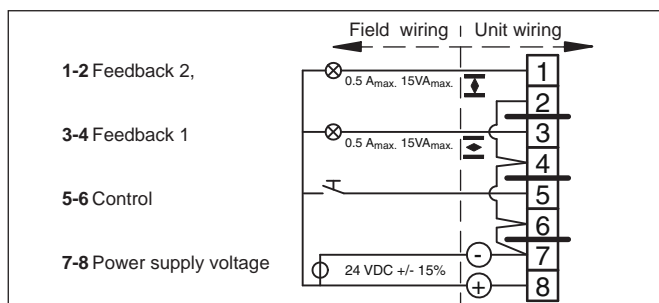 Field wiring Unit wiring
1-2 Feedback 2,
0.5 Amax. 15VAmax.
1
2
3-4 Feedback 1
0.5 Amax. 15VAmax.
3
4
5-6 Control
5
6
7-8 Power supply voltage
24 VDC +/- 15%
-
+
7
8